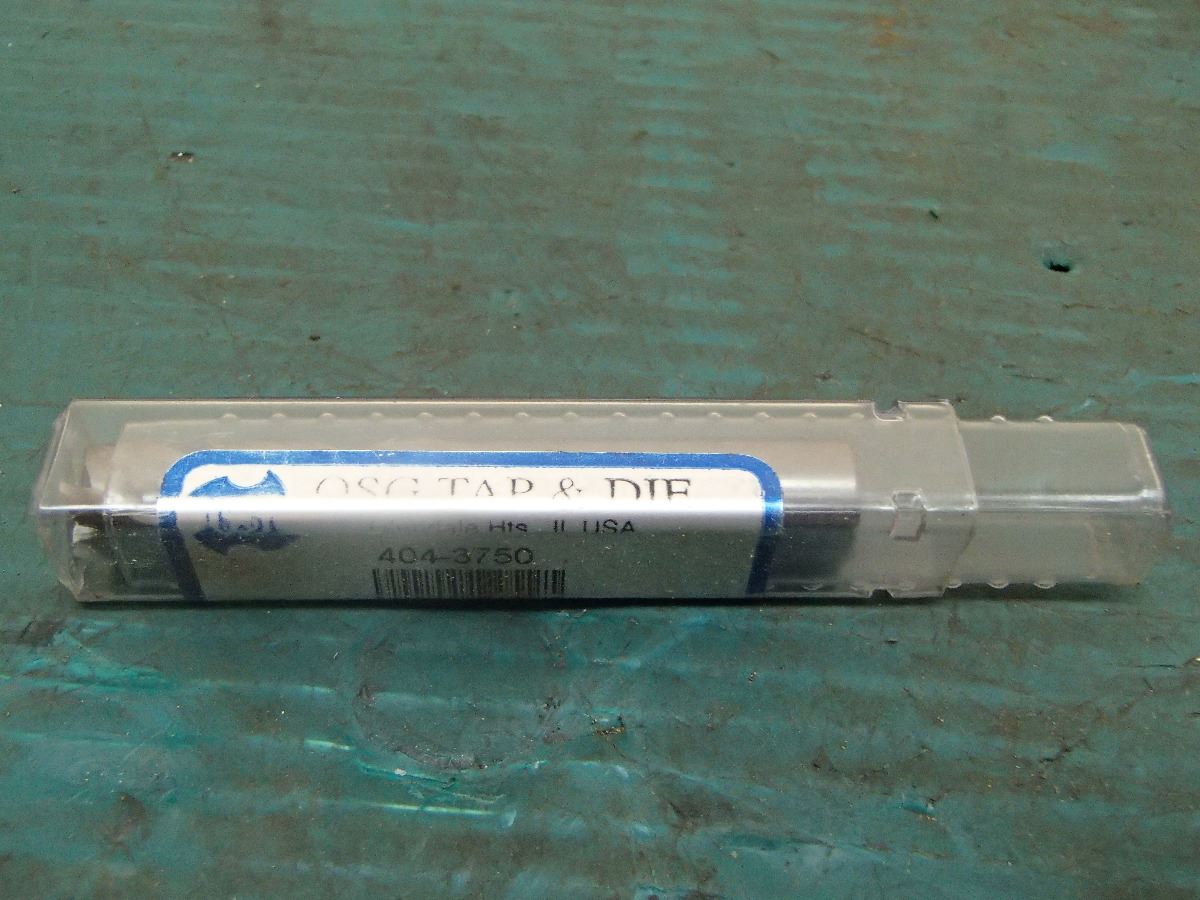 OSG TAP & DIE
Hts. IL USA
404-3750